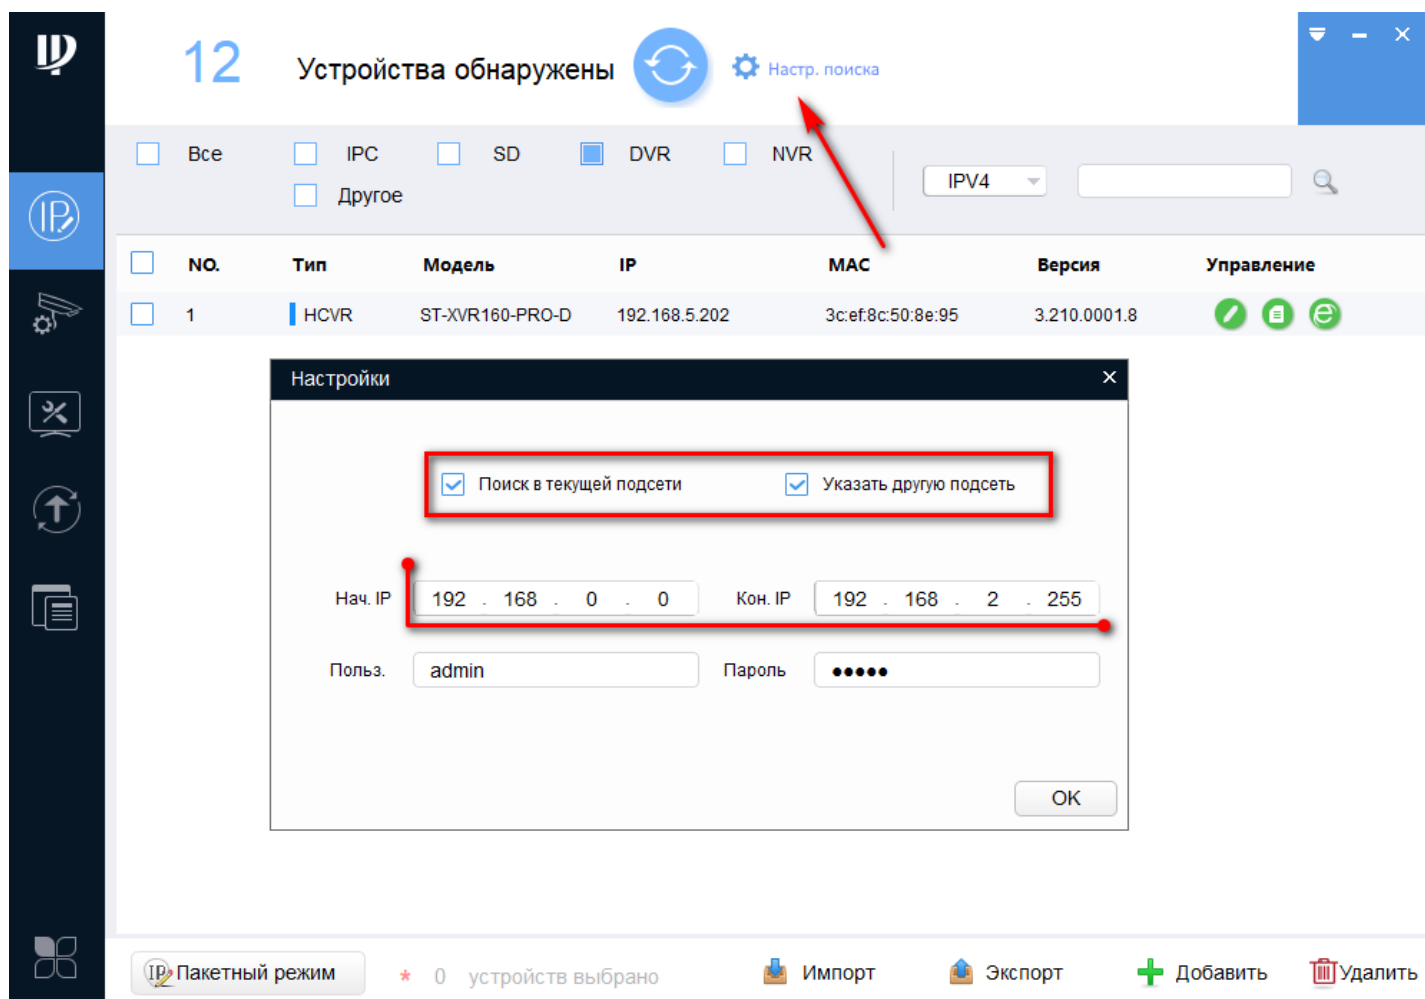 12 Устройства обнаружены Настр. поиска
Все IPC SD DVR NVR
Другое
IPV4
NO. Тип Модель IP MAC Версия Управление
1 HCVR ST-XVR160-PRO-D 192.168.5.202 3c:ef:8c:50:8e:95 3.210.0001.8
Настройки
Поиск в текущей подсети Указать другую подсеть
Нач. IP 192 . 168 . 0 . 0 Кон. IP 192 . 168 . 2 . 255
Польз. admin Пароль •••••
OK
Пакетный режим * 0 устройств выбрано Импорт Экспорт Добавить Удалить